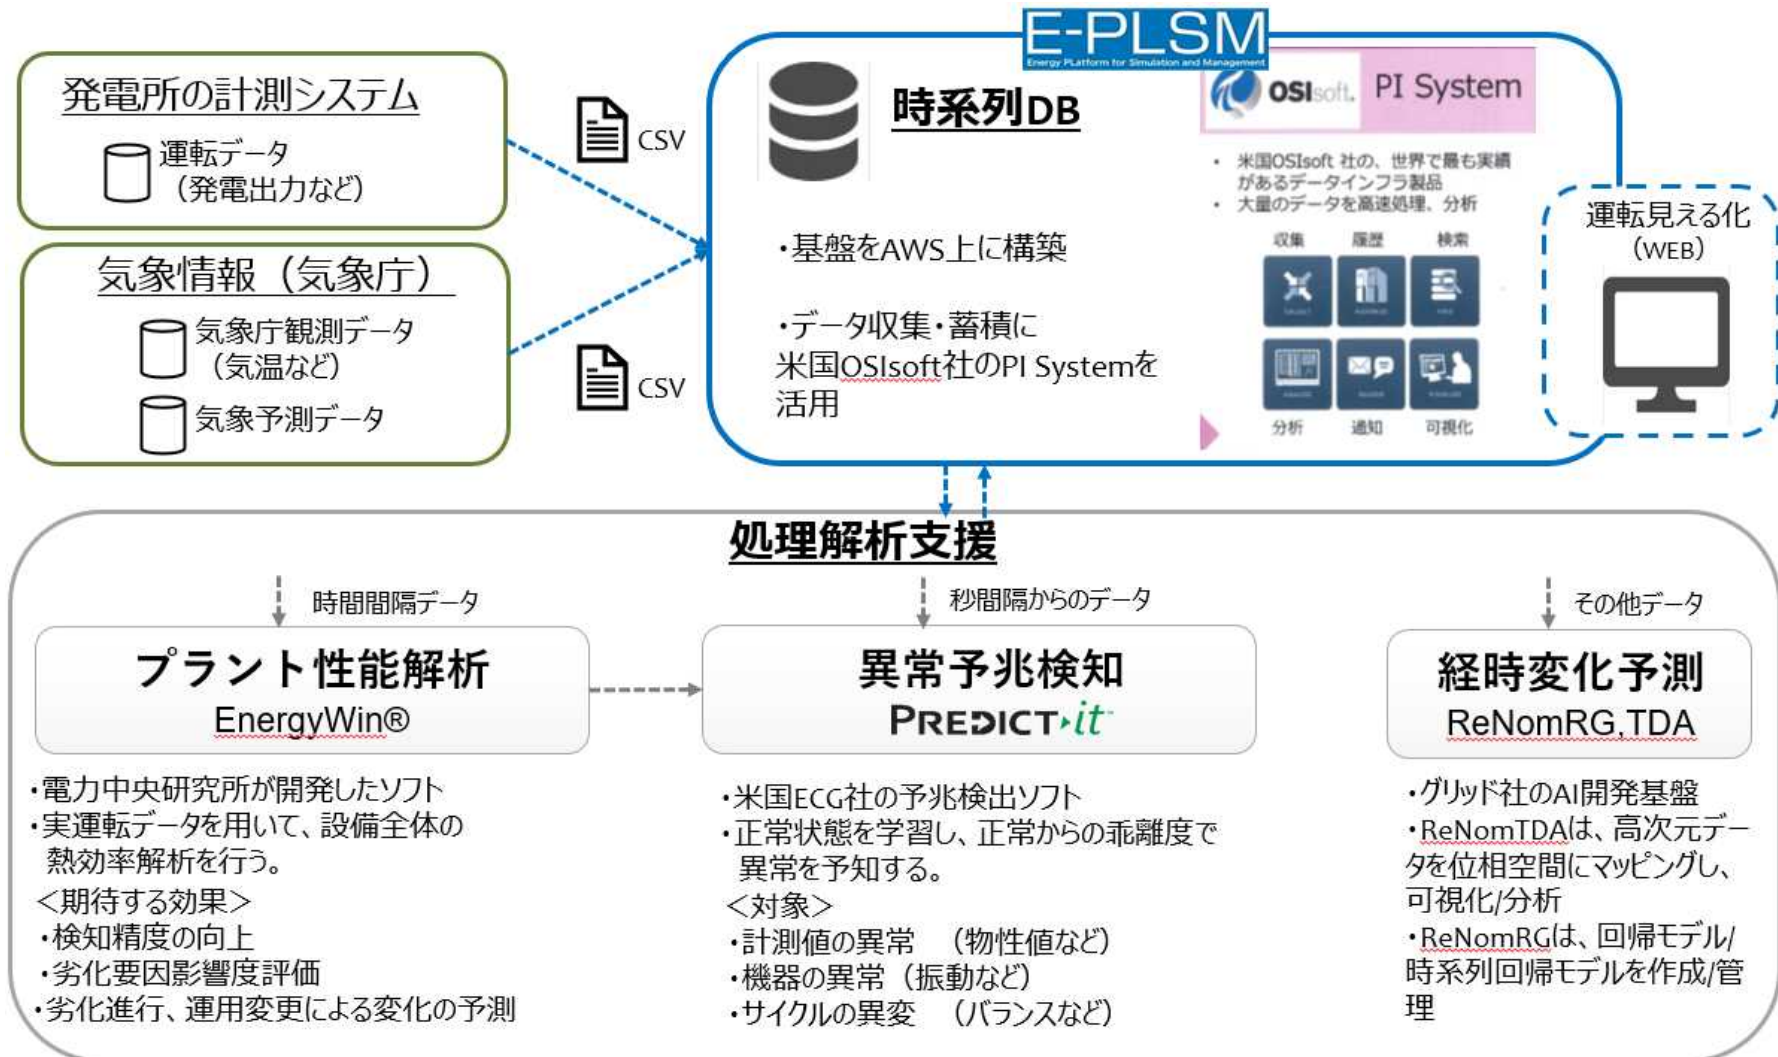 E-PLSM
Energy PLatform for Simulation and Management
発電所の計測システム
運転データ
（発電出力など）
CSV
気象情報（気象庁）
気象庁観測データ
（気温など）
気象予測データ
CSV
時系列DB
・基盤をAWS上に構築
・データ収集・蓄積に
米国OSIsoft社のPI Systemを
活用
OSIsoft. PI System
・ 米国OSIsoft 社の、世界で最も実績
があるデータインフラ製品
・ 大量のデータを高速処理、分析
収集 履歴 検索
分析 通知 可視化
運転見える化
（WEB）
処理解析支援
時間間隔データ
秒間隔からのデータ
その他データ
プラント性能解析
EnergyWin®
・電力中央研究所が開発したソフト
・実運転データを用いて、設備全体の
熱効率解析を行う。
＜期待する効果＞
・検知精度の向上
・劣化要因影響度評価
・劣化進行、運用変更による変化の予測
異常予兆検知
PREDICT it
・米国ECG社の予兆検出ソフト
・正常状態を学習し、正常からの乖離度で
異常を予知する。
＜対象＞
・計測値の異常 （物性値など）
・機器の異常（振動など）
・サイクルの異変 （バランスなど）
経時変化予測
ReNomRG,TDA
・グリッド社のAI開発基盤
・ReNomTDAは、高次元デー
タを位相空間にマッピングし、
可視化/分析
・ReNomRGは、回帰モデル/
時系列回帰モデルを作成/管
理